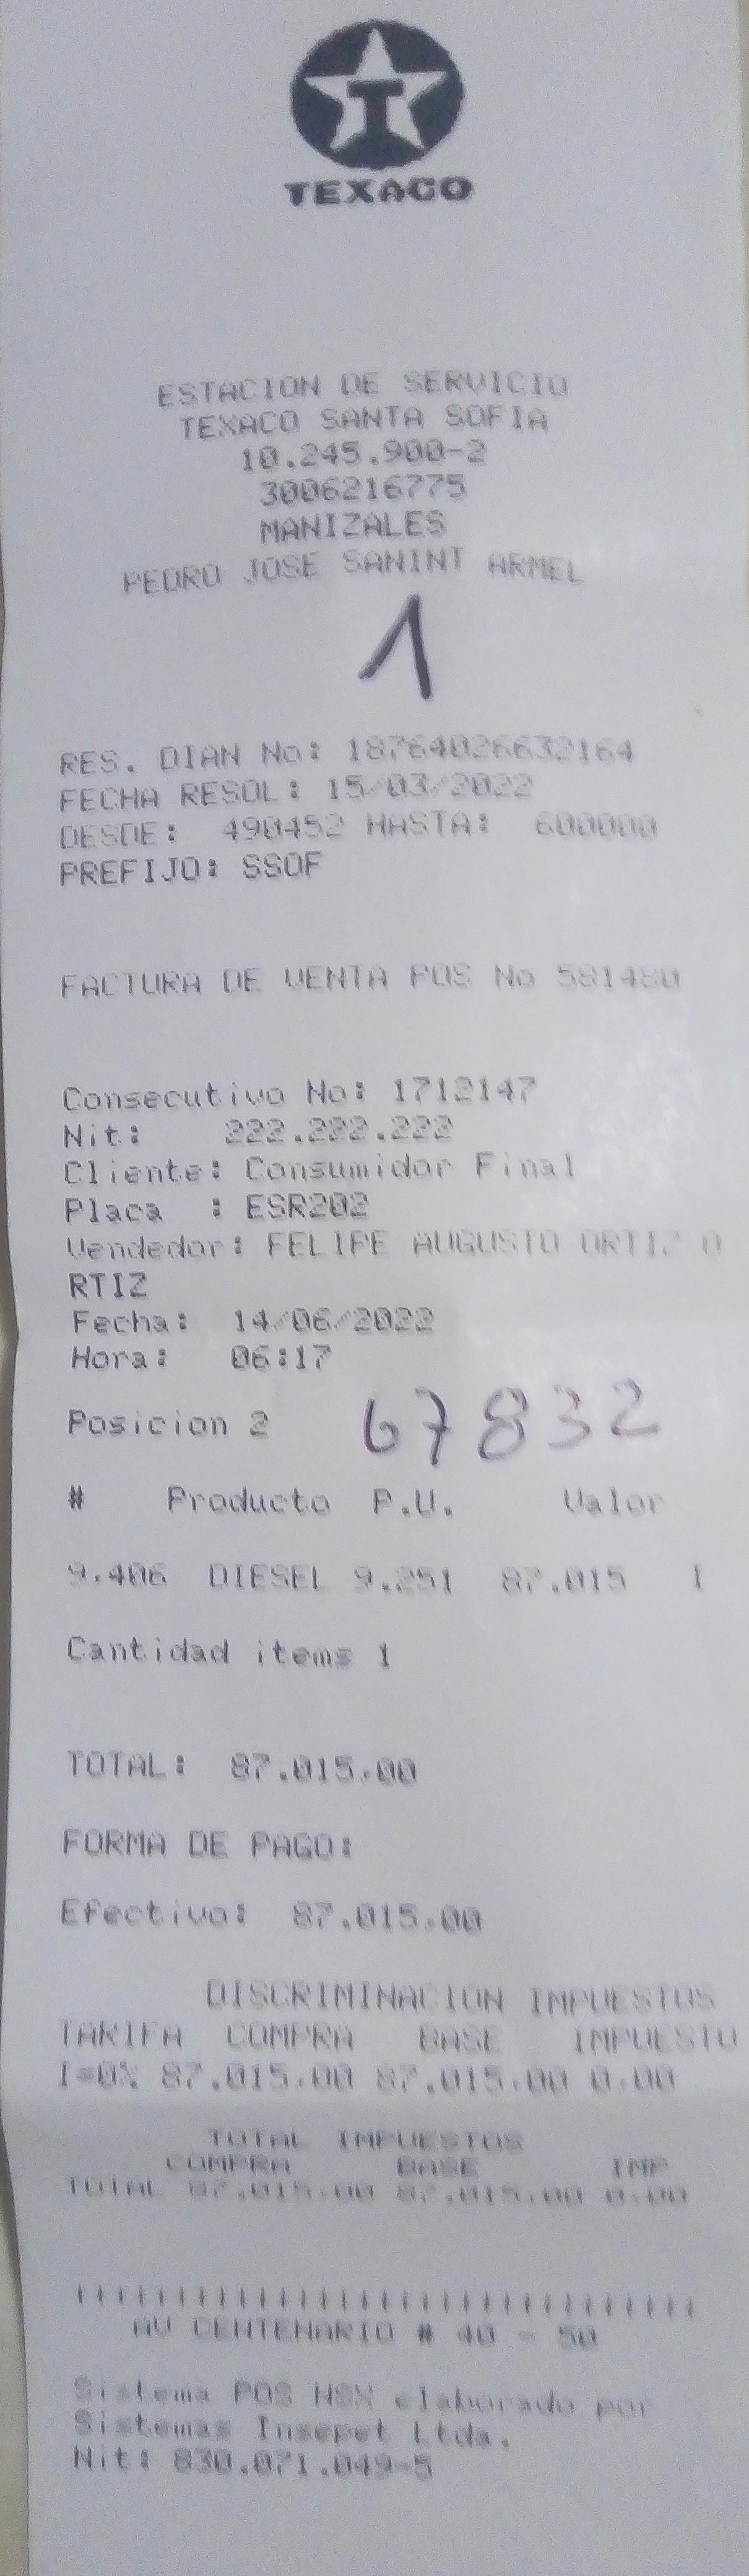 TEXACO
ESTACION DE SERVICIO
TEXACO SANTA SOFIA
10.245.900-2
3006216775
MANIZALES
PEDRO JOSE SANINT ARMEL
1
RES. DIAN No: 18764026632164
FECHA RESOL: 15/03/2022
DESDE: 490452 HASTA: 600000
PREFIJO: SSOF
FACTURA DE VENTA POS No 581480
Consecutivo No: 1712147
Nit: 222.222.222
Cliente: Consumidor Final
Placa : ESR202
Vendedor: FELIPE AUGUSTO ORTIZ O
RTIZ
Fecha: 14/06/2022
Hora: 06:17
Posicion 2 67832
# Producto P.U. Valor
9.406 DIESEL 9.251 87.015 I
Cantidad items 1
TOTAL: 87.015,00
FORMA DE PAGO:
Efectivo: 87.015,00
DISCRIMINACION IMPUESTOS
TARIFA COMPRA BASE IMPUESTO
I=0% 87.015,00 87.015,00 0.00
TOTAL IMPUESTOS
COMPRA BASE IMP
TOTAL 87.015,00 87.015,00 0.00
AV CENTENARIO # 40 - 50
Sistema POS HSX elaborado por
Sistemas Insepet Ltda.
Nit: 830.071.049-5